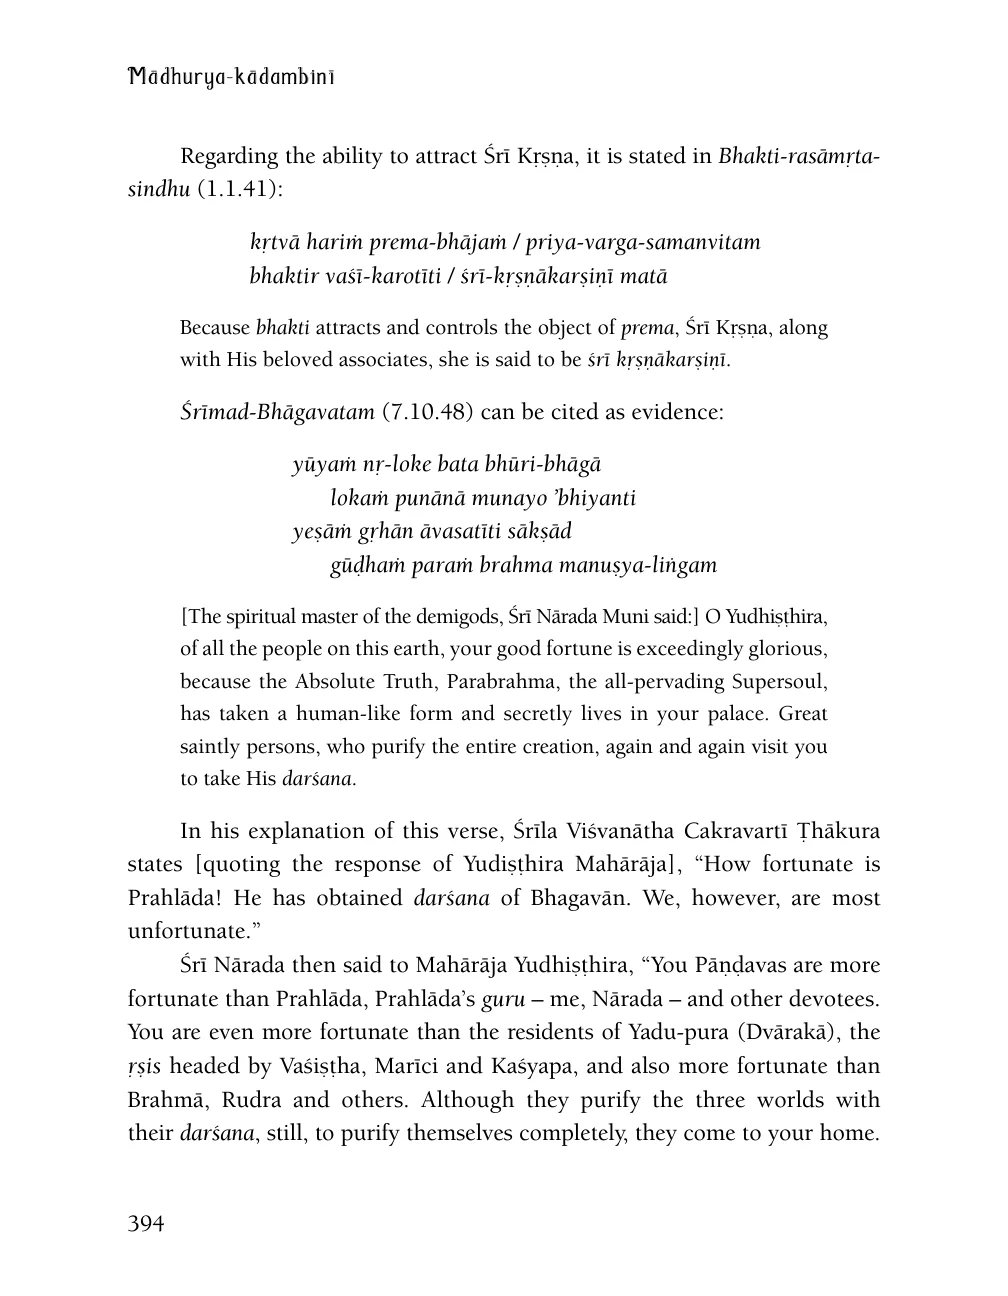 Mādhurya-kādambinī
Regarding the ability to attract Śrī Kṛṣṇa, it is stated in Bhakti-rasāmṛta-
sindhu (1.1.41):
kṛtvā hariṁ prema-bhājaṁ / priya-varga-samanvitam
bhaktir vaśī-karotīti / śrī-kṛṣṇākarṣiṇī matā
Because bhakti attracts and controls the object of prema, Śrī Kṛṣṇa, along
with His beloved associates, she is said to be śrī kṛṣṇākarṣiṇī.
Śrīmad-Bhāgavatam (7.10.48) can be cited as evidence:
yūyaṁ nṛ-loke bata bhūri-bhāgā
lokaṁ punānā munayo ’bhiyanti
yeṣāṁ gṛhān āvasatīti sākṣād
gūḍhaṁ paraṁ brahma manuṣya-liṅgam
[The spiritual master of the demigods, Śrī Nārada Muni said:] O Yudhiṣṭhira,
of all the people on this earth, your good fortune is exceedingly glorious,
because the Absolute Truth, Parabrahma, the all-pervading Supersoul,
has taken a human-like form and secretly lives in your palace. Great
saintly persons, who purify the entire creation, again and again visit you
to take His darśana.
In his explanation of this verse, Śrīla Viśvanātha Cakravartī Ṭhākura
states [quoting the response of Yudiṣṭhira Mahārāja], “How fortunate is
Prahlāda! He has obtained darśana of Bhagavān. We, however, are most
unfortunate.”
Śrī Nārada then said to Mahārāja Yudhiṣṭhira, “You Pāṇḍavas are more
fortunate than Prahlāda, Prahlāda’s guru – me, Nārada – and other devotees.
You are even more fortunate than the residents of Yadu-pura (Dvārakā), the
ṛṣis headed by Vaśiṣṭha, Marīci and Kaśyapa, and also more fortunate than
Brahmā, Rudra and others. Although they purify the three worlds with
their darśana, still, to purify themselves completely, they come to your home.
394